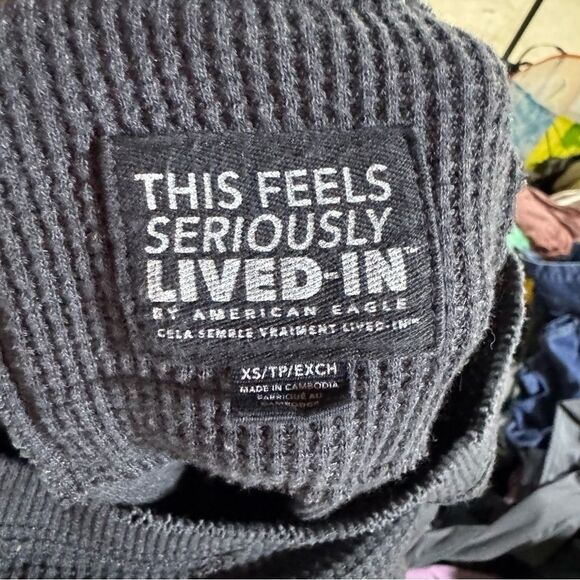 THIS FEELS
SERIOUSLY
LIVED-IN™
BY AMERICAN EAGLE
CELA SEMBLE VRAIMENT LIVED-IN™
XS/TP/EXCH
MADE IN CAMBODIA
FABRIQUÉ AU
CAMBODGE